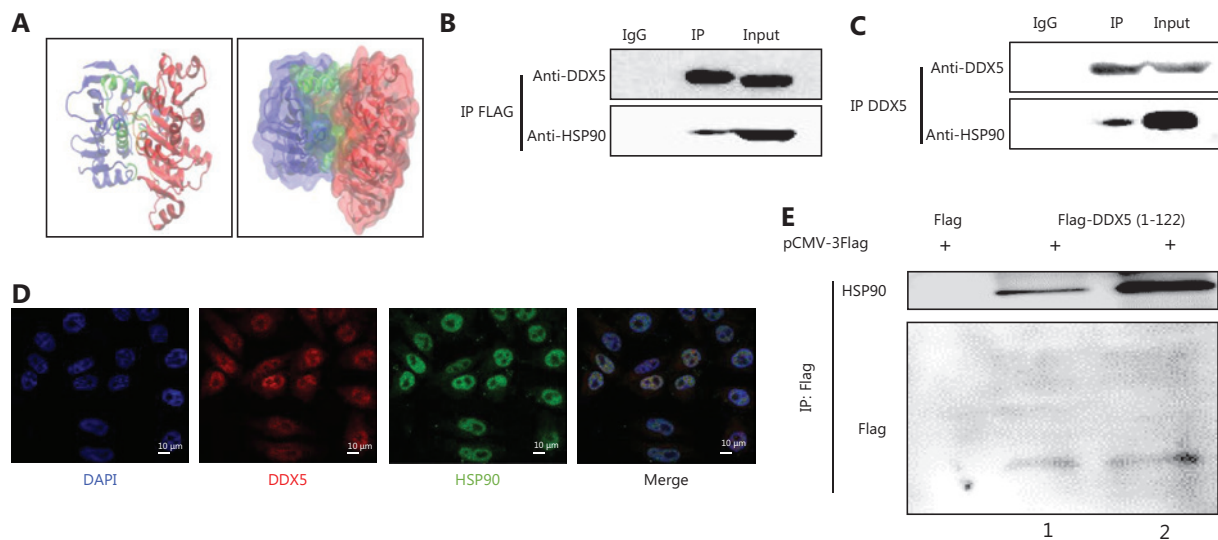 A
B
IgG IP Input
Anti-DDX5
IP FLAG
Anti-HSP90
C
IgG IP Input
Anti-DDX5
IP DDX5
Anti-HSP90
D
10 μm 10 μm 10 μm 10 μm
DAPI DDX5 HSP90 Merge
E
Flag Flag-DDX5 (1-122)
pCMV-3Flag + + +
HSP90
IP: Flag
Flag
1 2